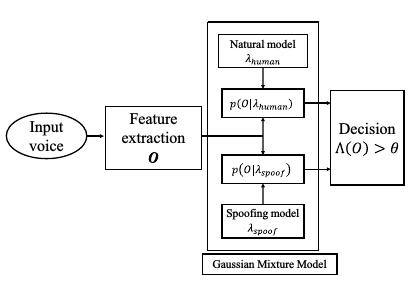 Input
voice
Feature
extraction
O
Natural model
λhuman
p(O|λhuman)
p(O|λspoof)
Spoofing model
λspoof
Decision
Λ(O) > θ
Gaussian Mixture Model